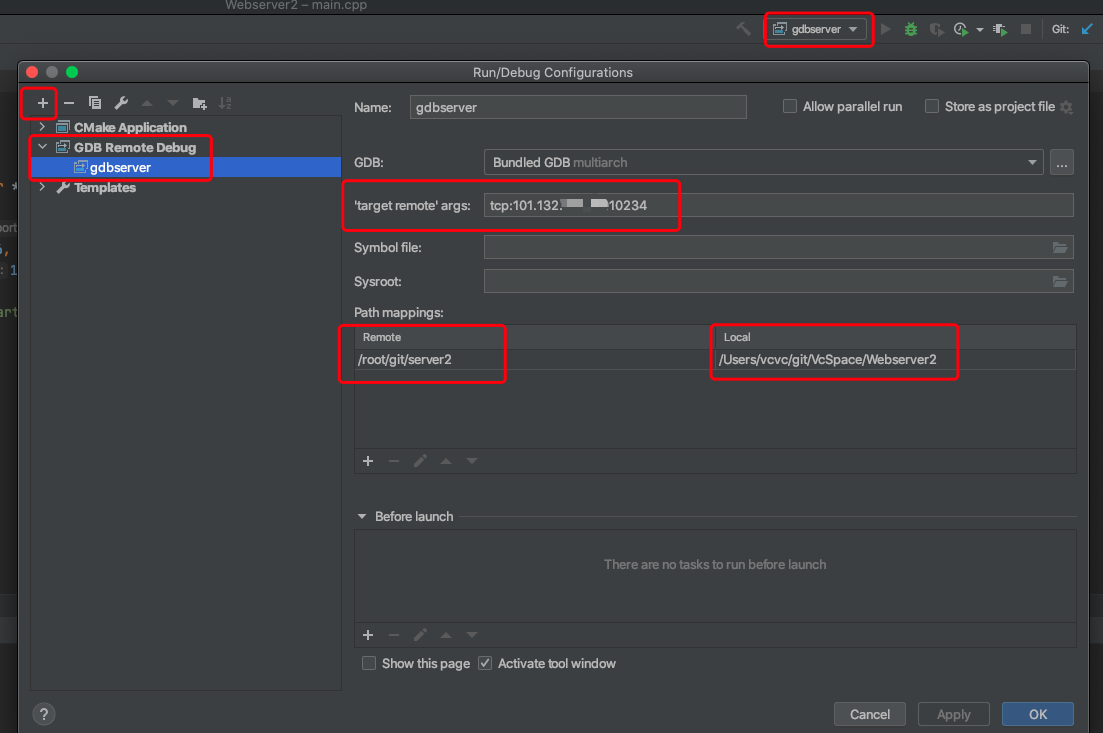 Webserver2 – main.cpp
gdbserver
Git:
Run/Debug Configurations
CMake Application
GDB Remote Debug
gdbserver
Templates
Name:
gdbserver
Allow parallel run
Store as project file
GDB:
Bundled GDB multiarch
...
'target remote' args:
tcp:101.132. 10234
Symbol file:
Sysroot:
Path mappings:
Remote
Local
/root/git/server2
/Users/vcvc/git/VcSpace/Webserver2
Before launch
There are no tasks to run before launch
Show this page
Activate tool window
?
Cancel
Apply
OK